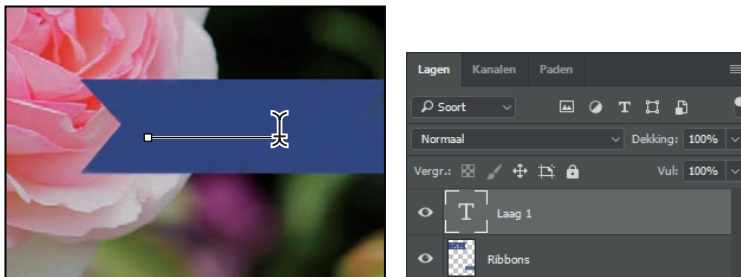 Lagen Kanalen Paden
Soort T
Normaal Dekking: 100%
Vergr.: Vul: 100%
T Laag 1
Ribbons